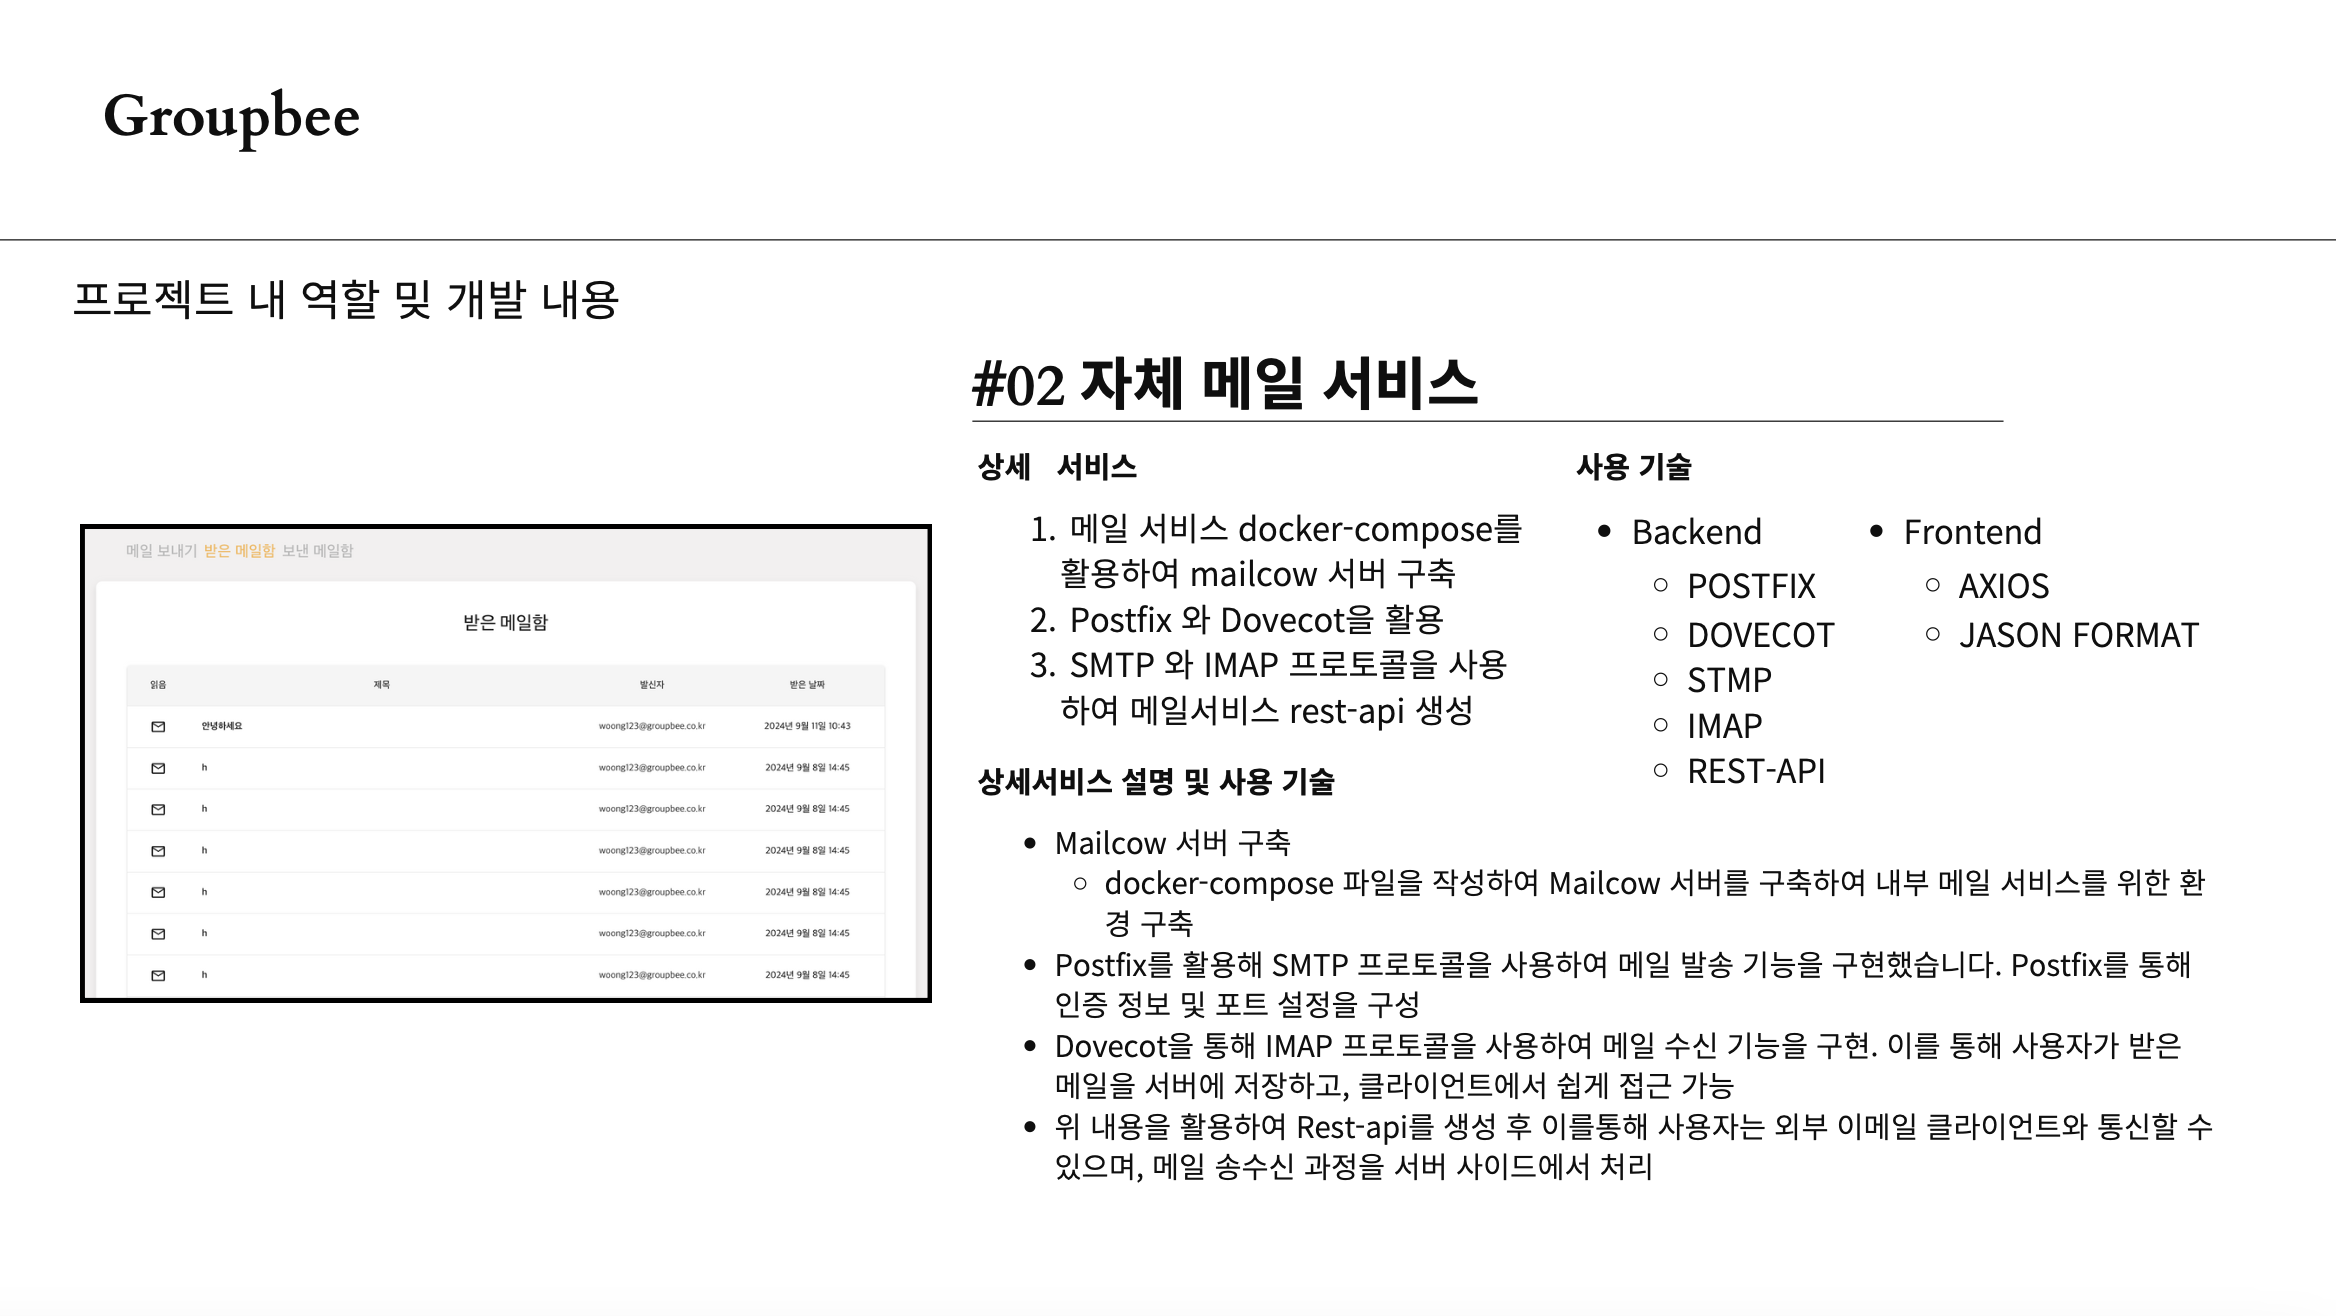 Groupbee
프로젝트 내 역할 및 개발 내용
메일 보내기 받은 메일함 보낸 메일함
받은 메일함
읽음 제목 발신자 받은 날짜
안녕하세요 woong123@groupbee.co.kr 2024년 9월 11일 10:43
h woong123@groupbee.co.kr 2024년 9월 8일 14:45
h woong123@groupbee.co.kr 2024년 9월 8일 14:45
h woong123@groupbee.co.kr 2024년 9월 8일 14:45
h woong123@groupbee.co.kr 2024년 9월 8일 14:45
h woong123@groupbee.co.kr 2024년 9월 8일 14:45
h woong123@groupbee.co.kr 2024년 9월 8일 14:45
#02 자체 메일 서비스
상세 서비스
1. 메일 서비스 docker-compose를
활용하여 mailcow 서버 구축
2. Postfix 와 Dovecot을 활용
3. SMTP 와 IMAP 프로토콜을 사용
하여 메일서비스 rest-api 생성
사용 기술
• Backend
○ POSTFIX
○ DOVECOT
○ STMP
○ IMAP
○ REST-API
• Frontend
○ AXIOS
○ JASON FORMAT
상세서비스 설명 및 사용 기술
• Mailcow 서버 구축
○ docker-compose 파일을 작성하여 Mailcow 서버를 구축하여 내부 메일 서비스를 위한 환
경 구축
• Postfix를 활용해 SMTP 프로토콜을 사용하여 메일 발송 기능을 구현했습니다. Postfix를 통해
인증 정보 및 포트 설정을 구성
• Dovecot을 통해 IMAP 프로토콜을 사용하여 메일 수신 기능을 구현. 이를 통해 사용자가 받은
메일을 서버에 저장하고, 클라이언트에서 쉽게 접근 가능
• 위 내용을 활용하여 Rest-api를 생성 후 이를통해 사용자는 외부 이메일 클라이언트와 통신할 수
있으며, 메일 송수신 과정을 서버 사이드에서 처리